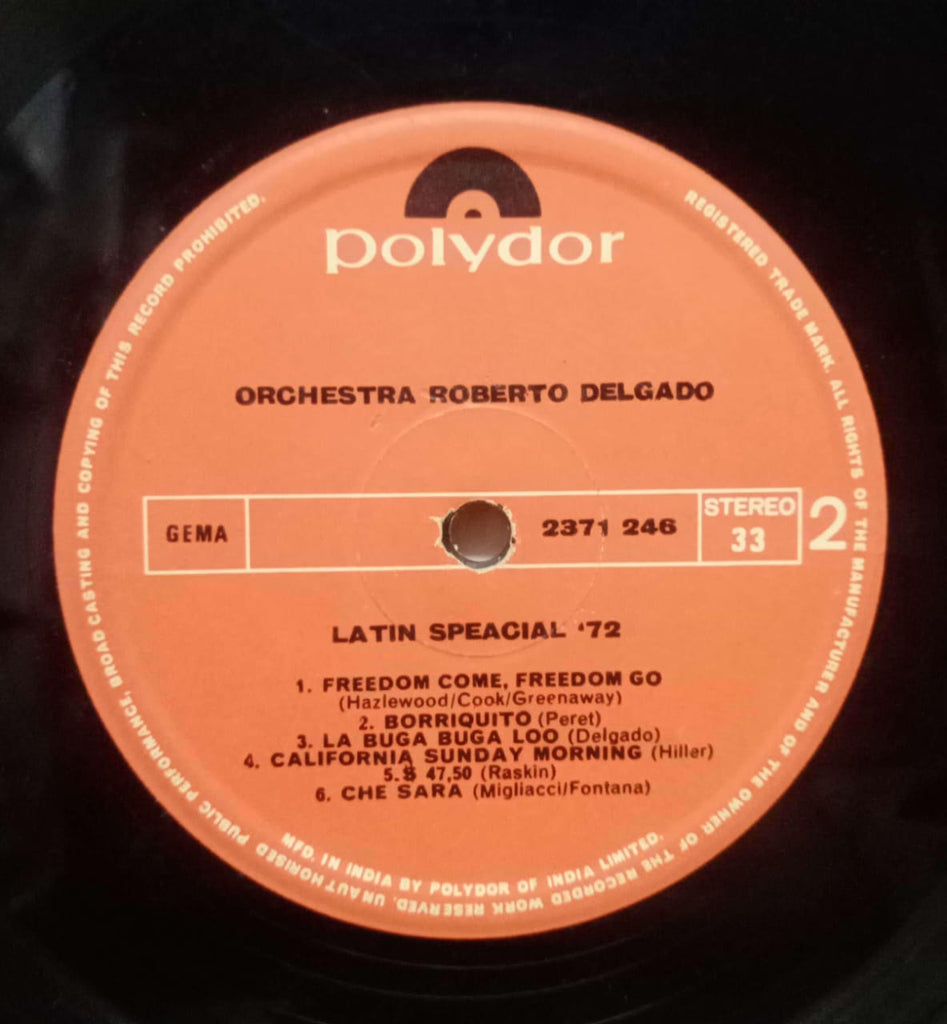 polydor
ORCHESTRA ROBERTO DELGADO
GEMA
2371 246
STEREO
33
2
LATIN SPEACIAL '72
1. FREEDOM COME, FREEDOM GO
(Hazlewood/Cook/Greenaway)
2. BORRIQUITO (Peret)
3. LA BUGA BUGA LOO (Delgado)
4. CALIFORNIA SUNDAY MORNING (Hiller)
5. $ 47,50 (Raskin)
6. CHE SARA (Migliacci/Fontana)
REGISTERED TRADE MARK. ALL RIGHTS OF THE MANUFACTURER AND OF THE OWNER OF THE RECORDED WORK RESERVED. UNAUTHORISED PUBLIC PERFORMANCE, BROADCASTING AND COPYING OF THIS RECORD PROHIBITED.
MFD. IN INDIA BY POLYDOR OF INDIA LIMITED.